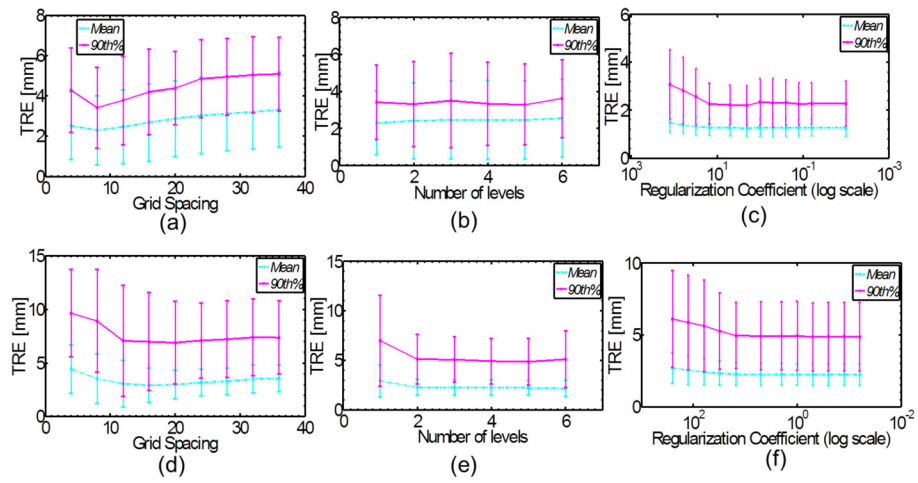 8
6
4
2
0
TRE [mm]
Mean
90th%
0 10 20 30 40
Grid Spacing
(a)
8
6
4
2
0
TRE [mm]
Mean
90th%
0 2 4 6
Number of levels
(b)
6
4
2
0
TRE [mm]
Mean
90th%
10³ 10¹ 10⁻¹ 10⁻³
Regularization Coefficient (log scale)
(c)
15
10
5
0
TRE [mm]
Mean
90th%
0 10 20 30 40
Grid Spacing
(d)
15
10
5
0
TRE [mm]
Mean
90th%
0 2 4 6
Number of levels
(e)
10
5
0
TRE [mm]
Mean
90th%
10² 10⁰ 10⁻²
Regularization Coefficient (log scale)
(f)